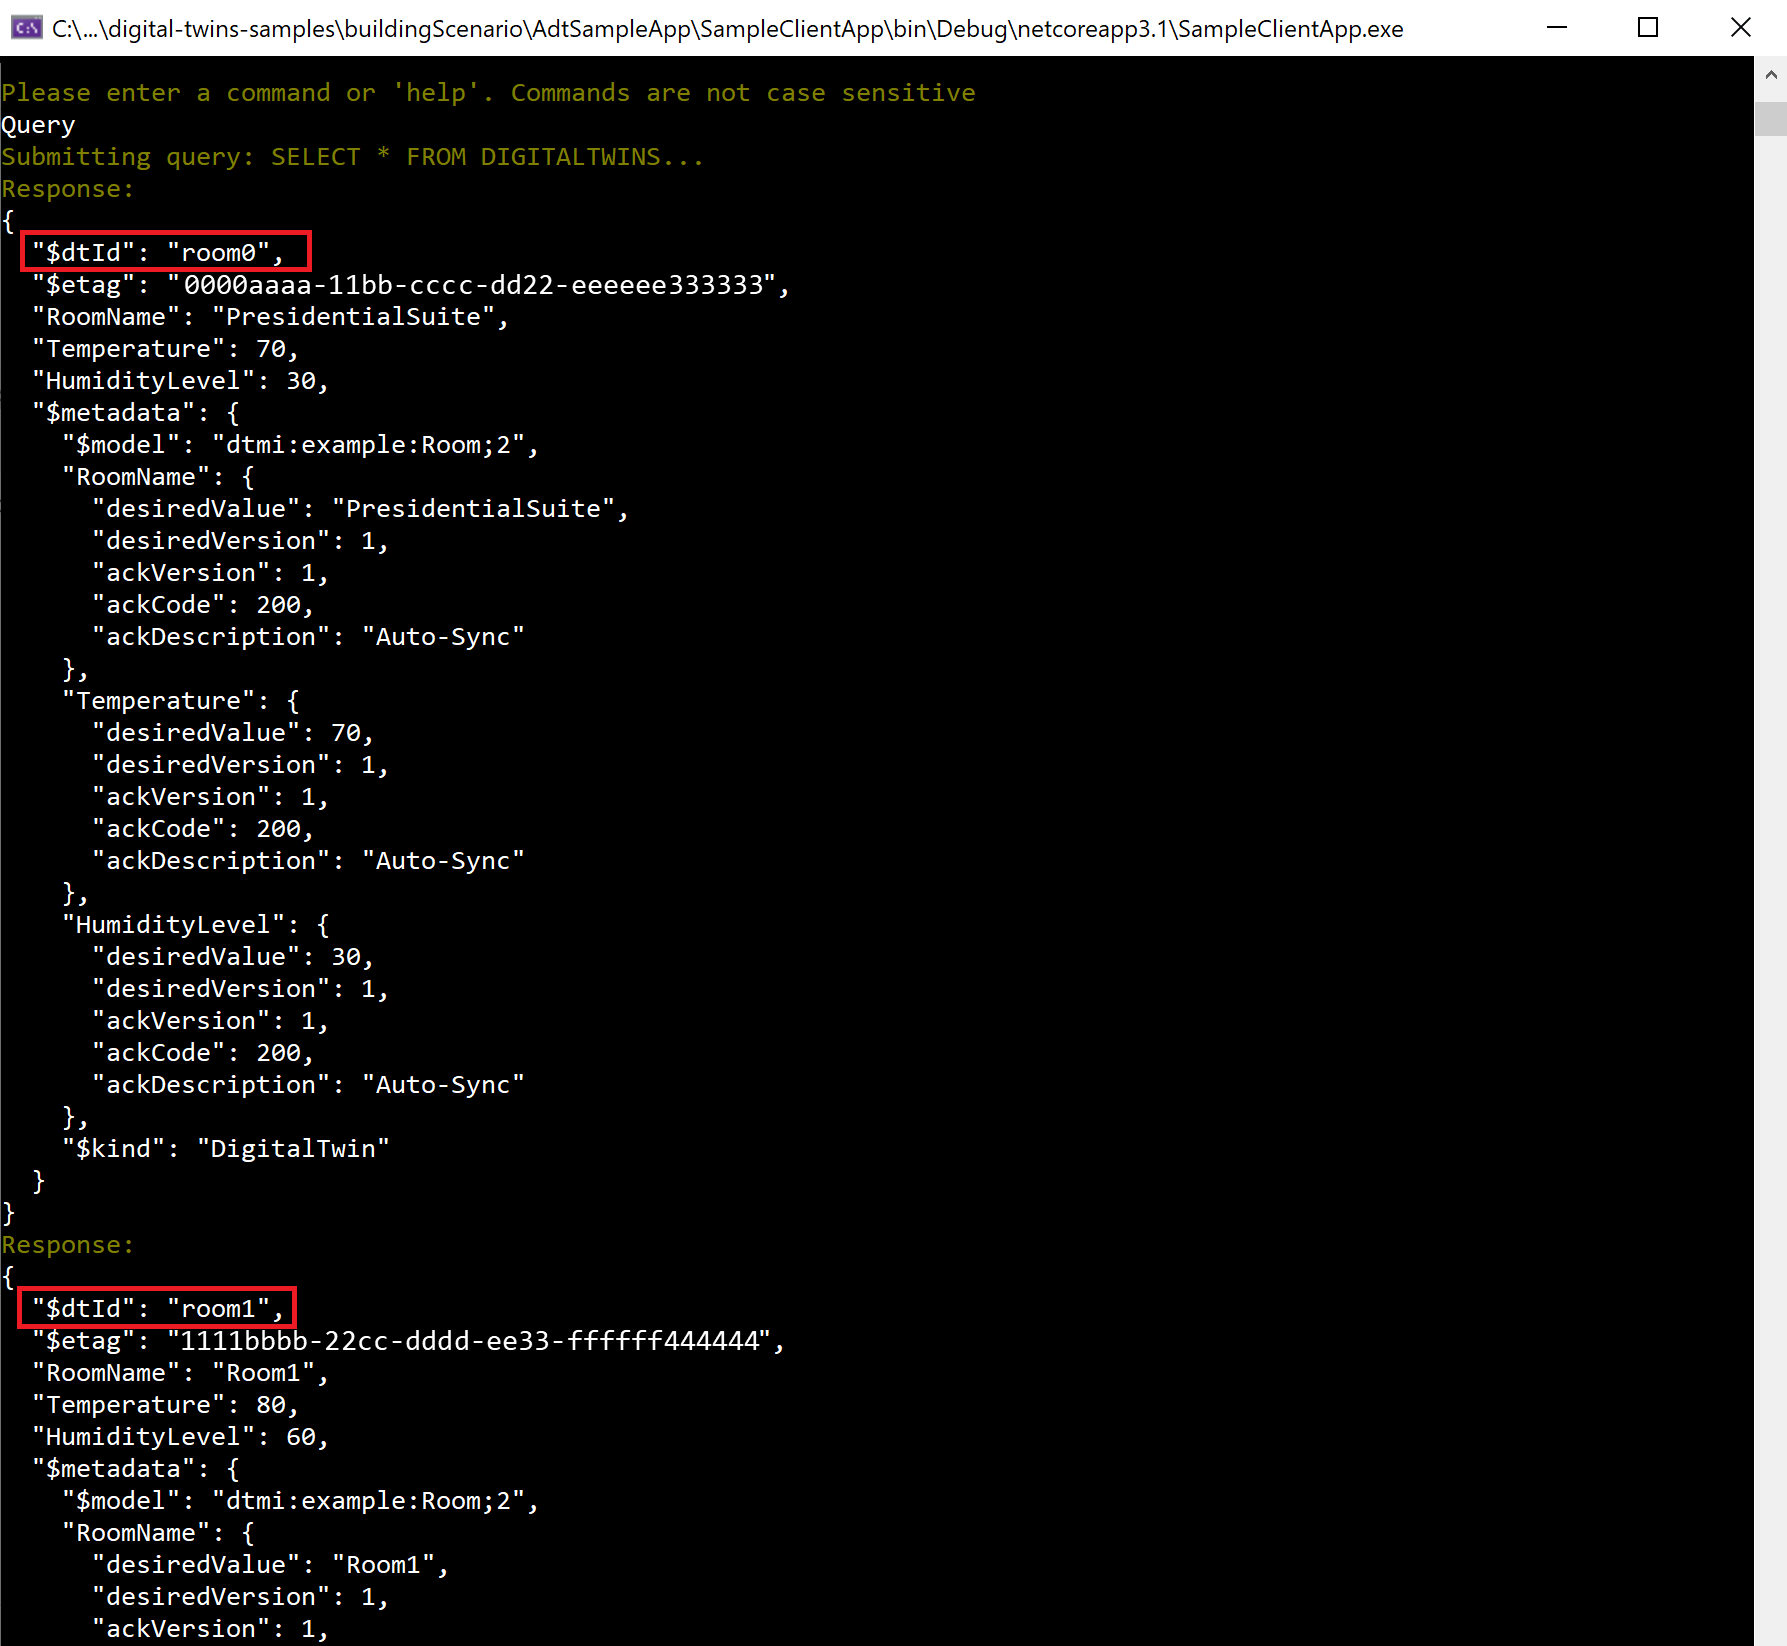 C:\...\digital-twins-samples\buildingScenario\AdtSampleApp\SampleClientApp\bin\Debug\netcoreapp3.1\SampleClientApp.exe
Please enter a command or 'help'. Commands are not case sensitive
Query
Submitting query: SELECT * FROM DIGITALTWINS...
Response:
{
  "$dtId": "room0",
  "$etag": "0000aaaa-11bb-cccc-dd22-eeeeee333333",
  "RoomName": "PresidentialSuite",
  "Temperature": 70,
  "HumidityLevel": 30,
  "$metadata": {
    "$model": "dtmi:example:Room;2",
    "RoomName": {
      "desiredValue": "PresidentialSuite",
      "desiredVersion": 1,
      "ackVersion": 1,
      "ackCode": 200,
      "ackDescription": "Auto-Sync"
    },
    "Temperature": {
      "desiredValue": 70,
      "desiredVersion": 1,
      "ackVersion": 1,
      "ackCode": 200,
      "ackDescription": "Auto-Sync"
    },
    "HumidityLevel": {
      "desiredValue": 30,
      "desiredVersion": 1,
      "ackVersion": 1,
      "ackCode": 200,
      "ackDescription": "Auto-Sync"
    },
    "$kind": "DigitalTwin"
  }
}
Response:
{
  "$dtId": "room1",
  "$etag": "1111bbbb-22cc-dddd-ee33-ffffff444444",
  "RoomName": "Room1",
  "Temperature": 80,
  "HumidityLevel": 60,
  "$metadata": {
    "$model": "dtmi:example:Room;2",
    "RoomName": {
      "desiredValue": "Room1",
      "desiredVersion": 1,
      "ackVersion": 1,